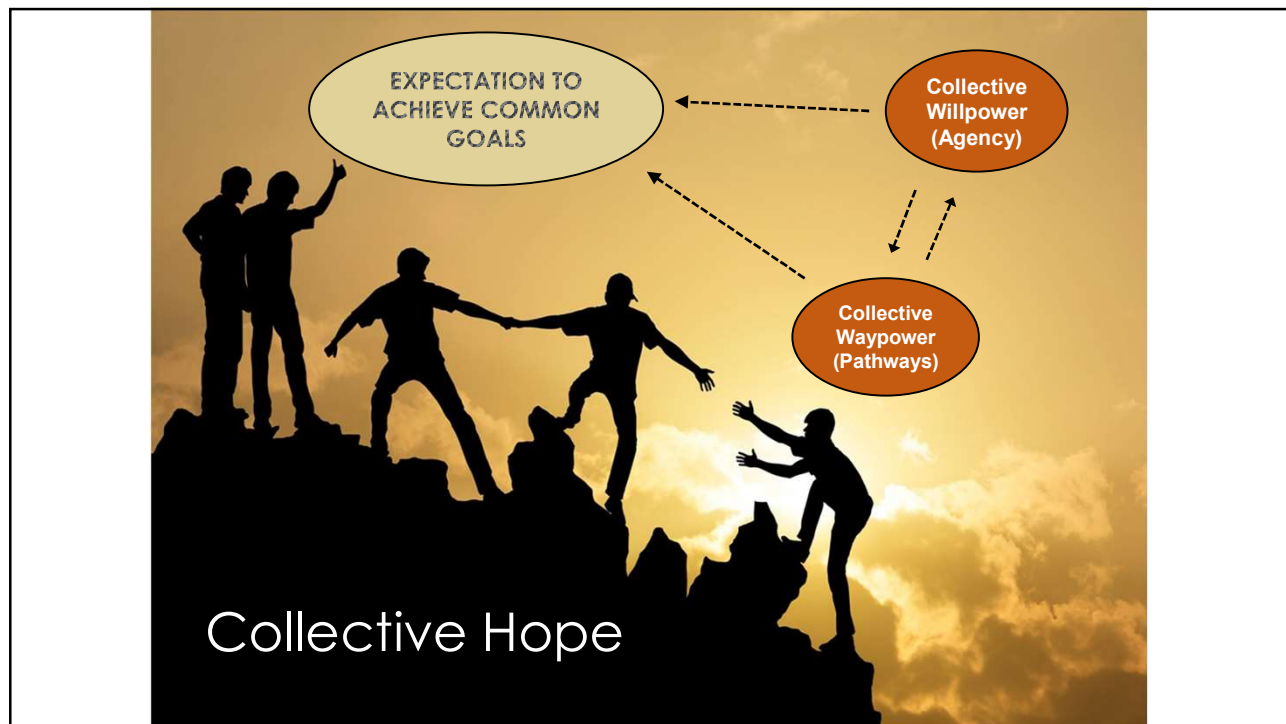 EXPECTATION TO
ACHIEVE COMMON
GOALS
Collective
Willpower
(Agency)
Collective
Waypower
(Pathways)
Collective Hope